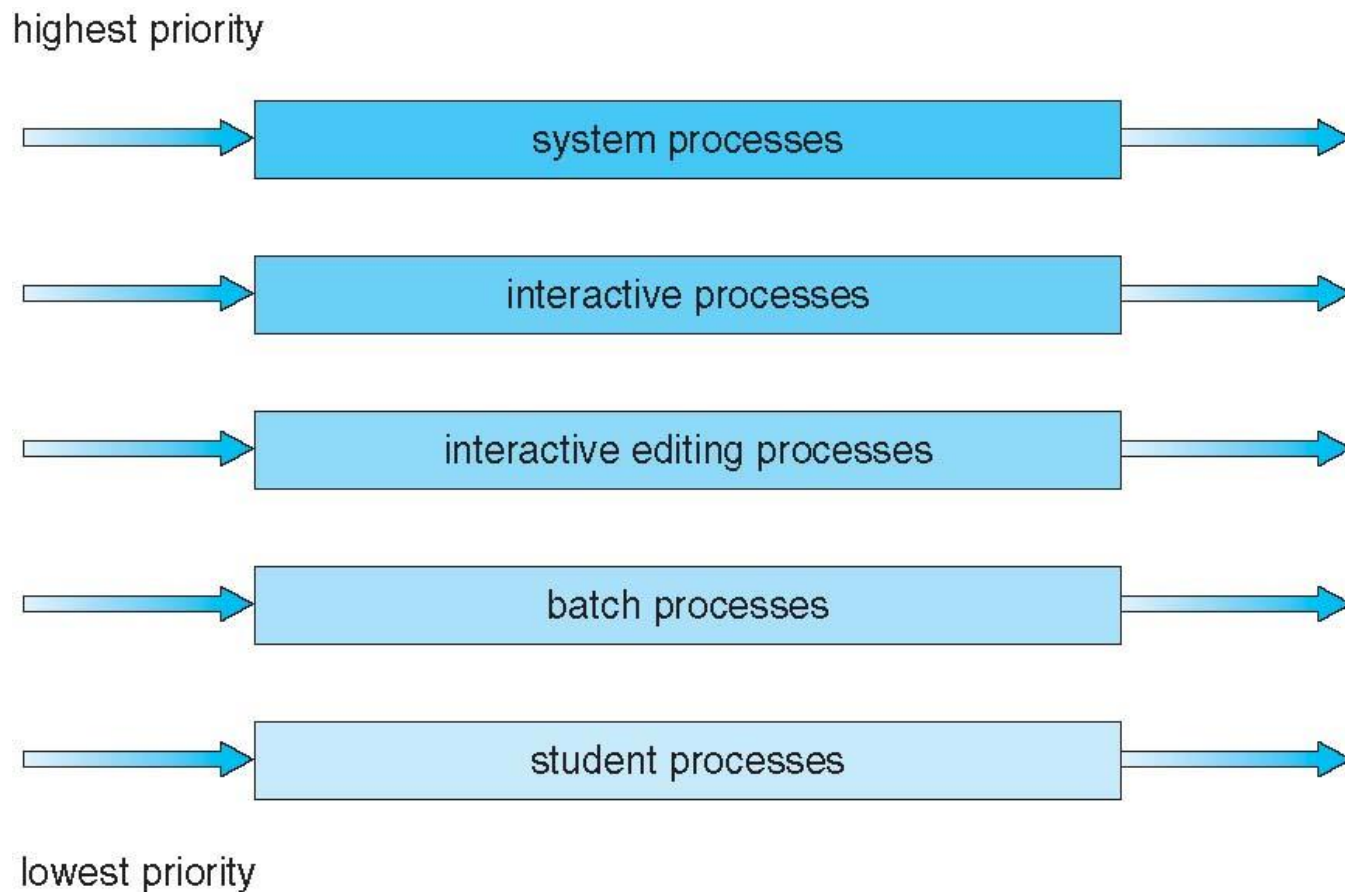 highest priority
system processes
interactive processes
interactive editing processes
batch processes
student processes
lowest priority